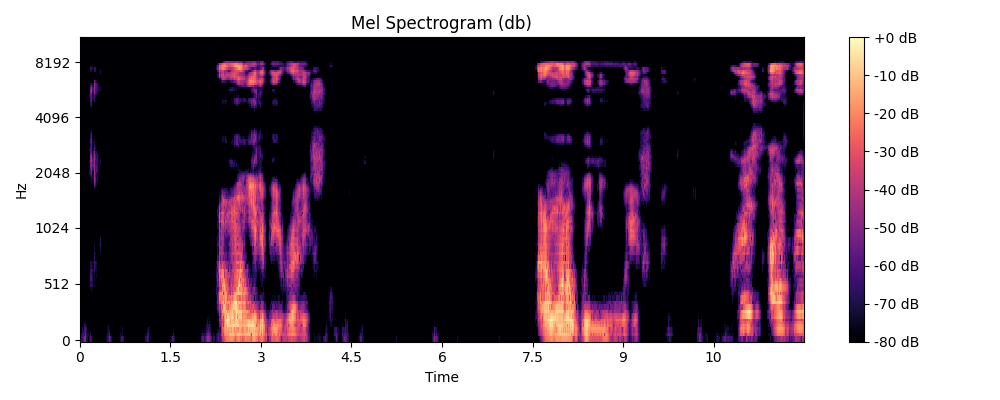 Mel Spectrogram (db)
8192
4096
2048
1024
512
0
Hz
0 1.5 3 4.5 6 7.5 9 10
Time
+0 dB
-10 dB
-20 dB
-30 dB
-40 dB
-50 dB
-60 dB
-70 dB
-80 dB